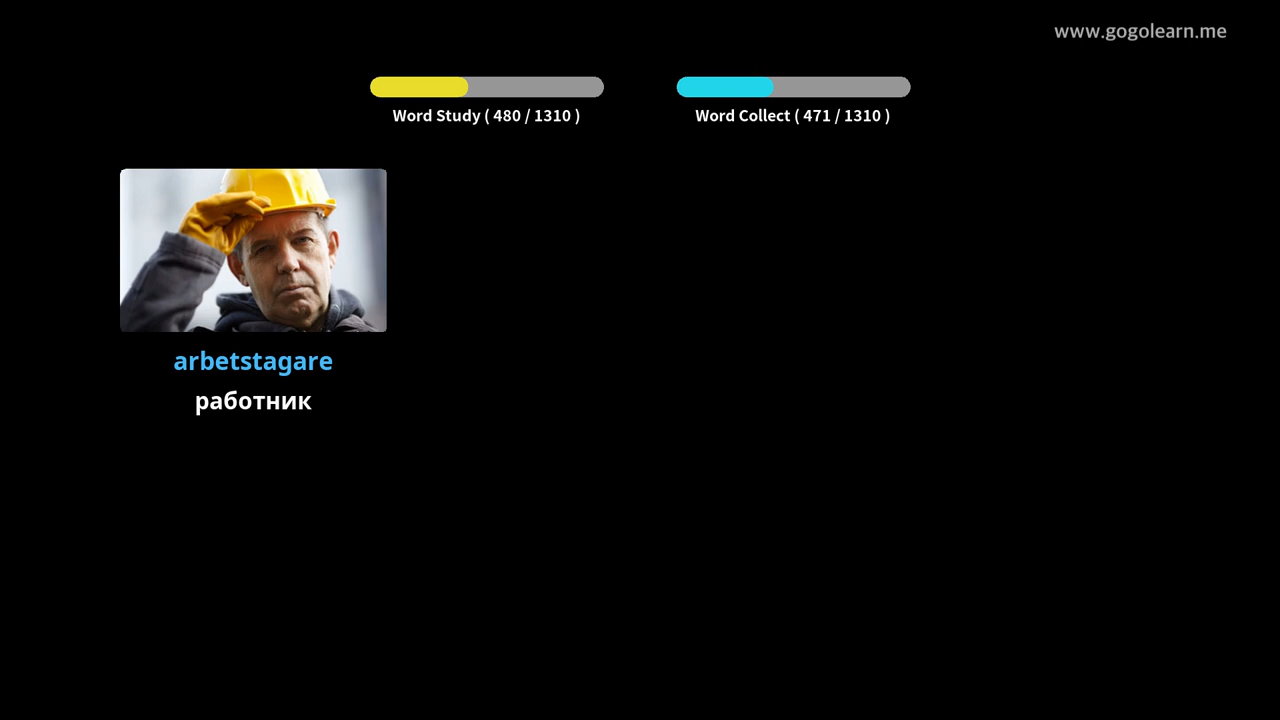 www.gogolearn.me
Word Study ( 480 / 1310 )
Word Collect ( 471 / 1310 )
arbetstagare
работник